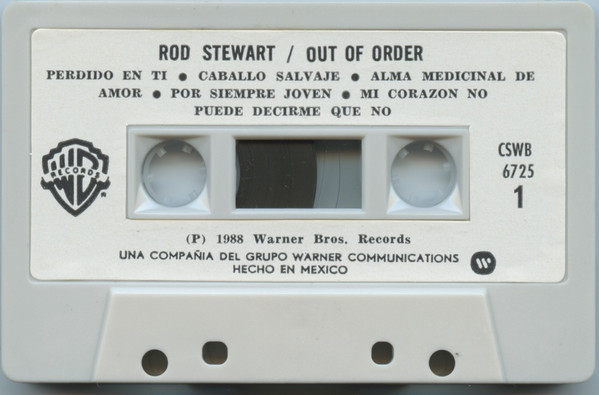 ROD STEWART / OUT OF ORDER
PERDIDO EN TI ● CABALLO SALVAJE ● ALMA MEDICINAL DE
AMOR ● POR SIEMPRE JOVEN ● MI CORAZON NO
PUEDE DECIRME QUE NO
WB
RECORDS
®
CSWB
6725
1
(P) 1988 Warner Bros. Records
UNA COMPAÑIA DEL GRUPO WARNER COMMUNICATIONS
HECHO EN MEXICO